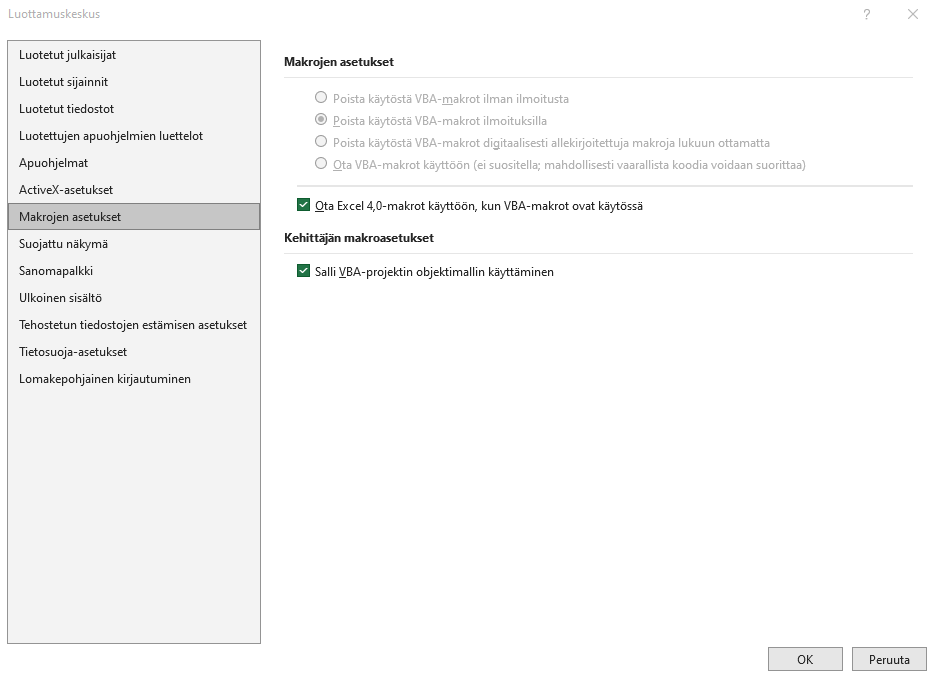 Luottamuskeskus
?
Luotetut julkaisijat
Luotetut sijainnit
Luotetut tiedostot
Luotettujen apuohjelmien luettelot
Apuohjelmat
ActiveX-asetukset
Makrojen asetukset
Suojattu näkymä
Sanomapalkki
Ulkoinen sisältö
Tehostetun tiedostojen estämisen asetukset
Tietosuoja-asetukset
Lomakepohjainen kirjautuminen
Makrojen asetukset
Poista käytöstä VBA-makrot ilman ilmoitusta
Poista käytöstä VBA-makrot ilmoituksilla
Poista käytöstä VBA-makrot digitaalisesti allekirjoitettuja makroja lukuun ottamatta
Ota VBA-makrot käyttöön (ei suositella; mahdollisesti vaarallista koodia voidaan suorittaa)
Ota Excel 4,0-makrot käyttöön, kun VBA-makrot ovat käytössä
Kehittäjän makroasetukset
Salli VBA-projektin objektimallin käyttäminen
OK
Peruuta